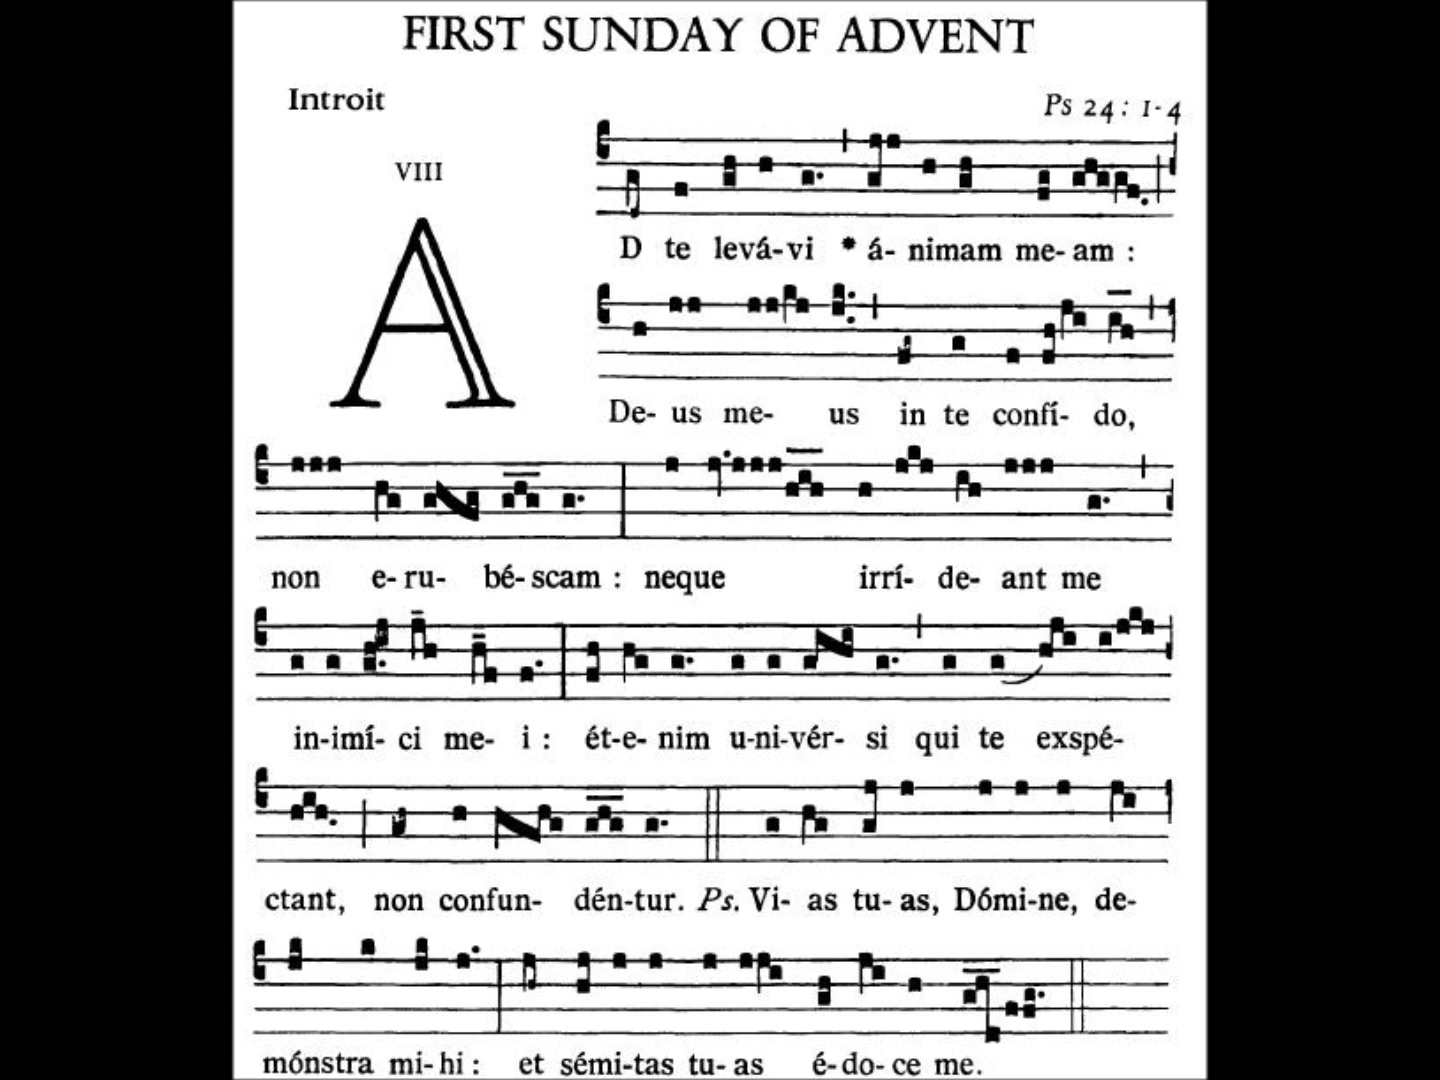 FIRST SUNDAY OF ADVENT
Introit
Ps 24: 1-4
VIII
AD te levá-vi * á- nimam me- am :
De- us me- us in te confí- do,
non e- ru- bé- scam : neque irrí- de- ant me
in-imí- ci me- i : ét-e- nim u-ni-vér- si qui te exspé-
ctant, non confun- dén-tur. Ps. Vi- as tu- as, Dómi-ne, de-
mónstra mi- hi : et sémi-tas tu- as é-do- ce me.